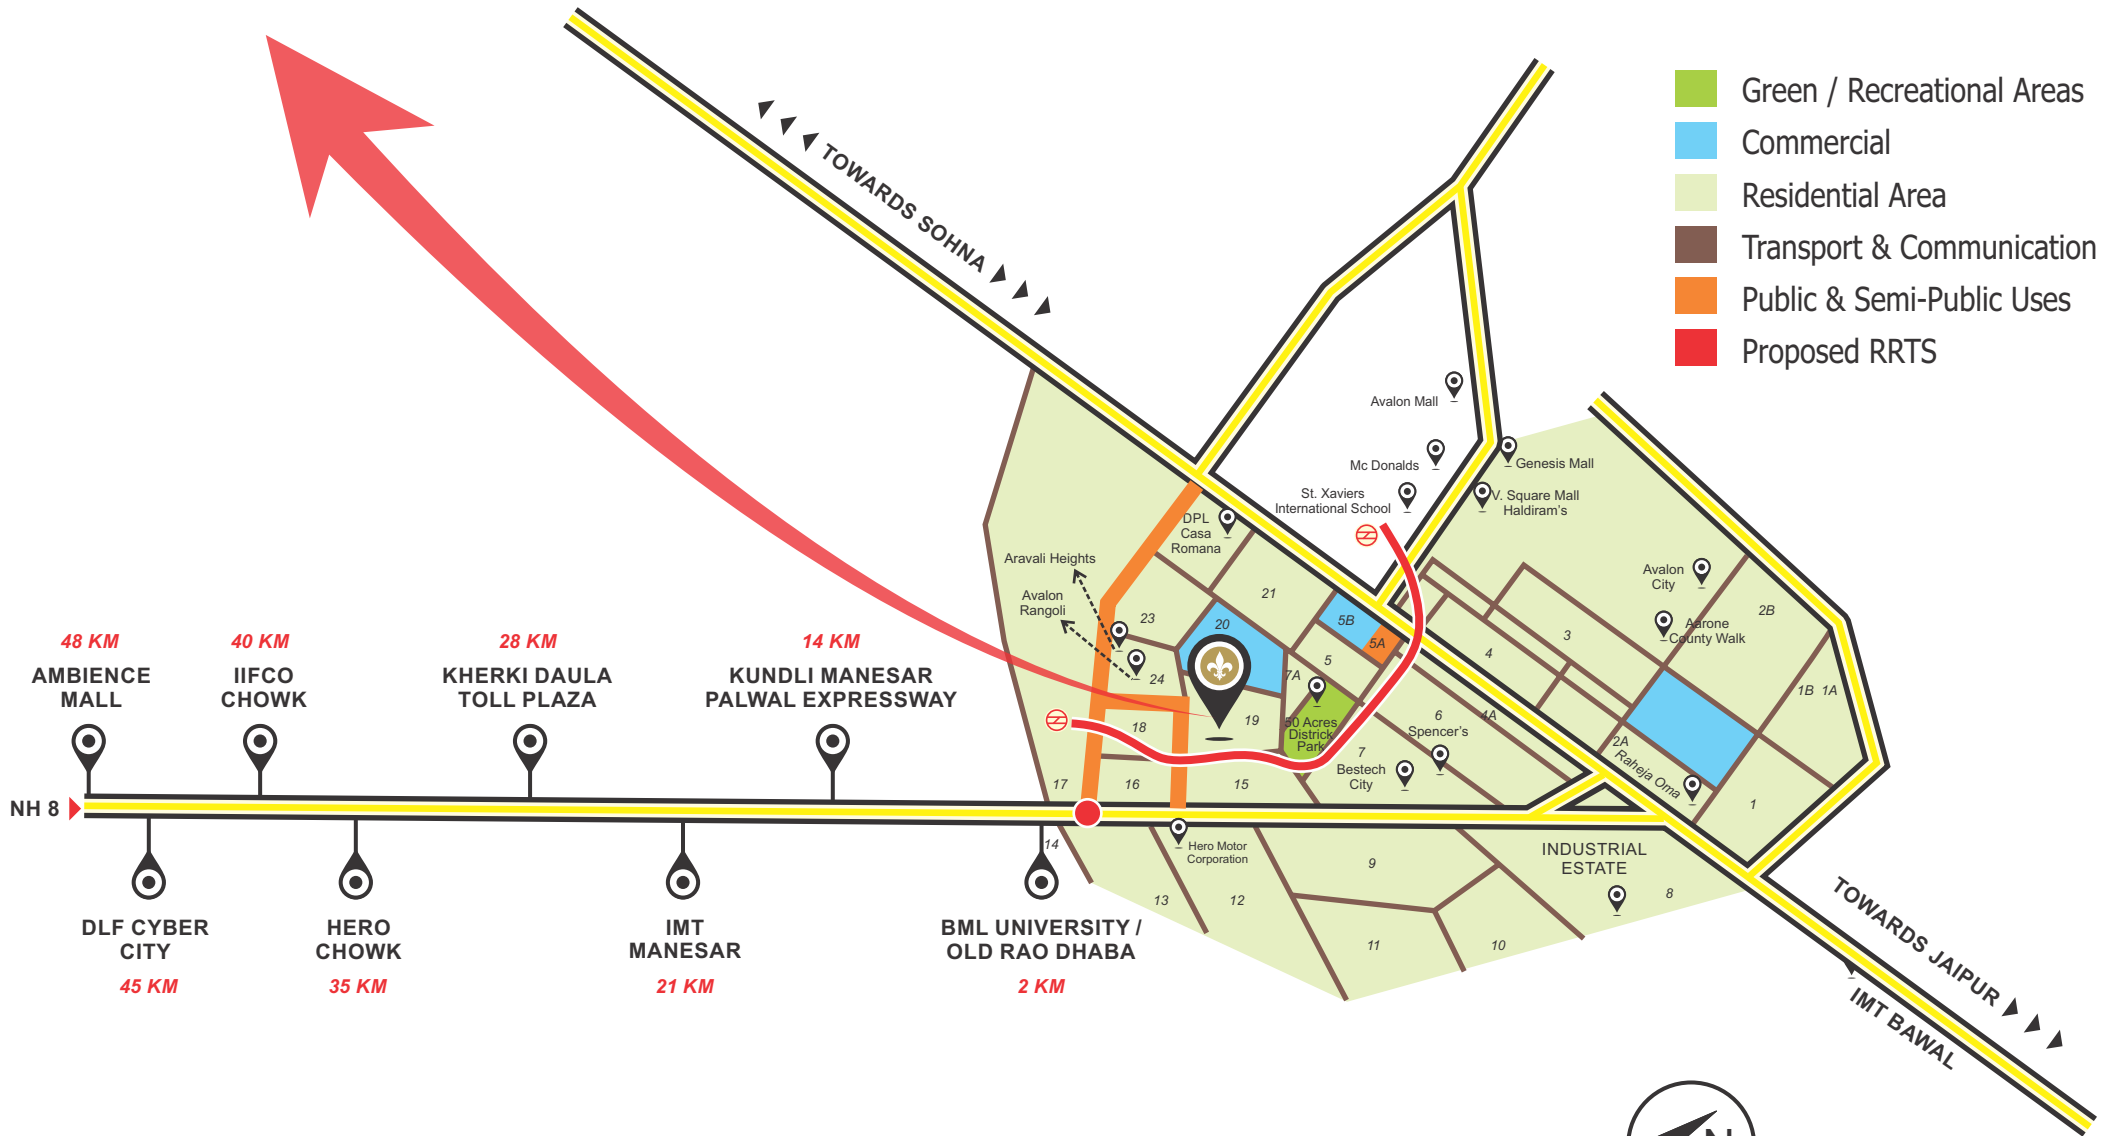 Green / Recreational Areas
Commercial
Residential Area
Transport & Communication
Public & Semi-Public Uses
Proposed RRTS
TOWARDS SOHNA
Avalon Mall
Mc Donalds
Genesis Mall
St. Xaviers
International School
V. Square Mall
Haldiram's
DPL
Casa
Romana
Aravali Heights
Avalon
Rangoli
Avalon
City
Aarone
County Walk
21
23
20
5B
5A
5
24
7A
19
18
50 Acres
Districk
Park
17
16
15
7
6
4A
4
3
2B
1B
1A
2A
1
Spencer's
Bestech
City
Raheja Oma
48 KM
AMBIENCE
MALL
40 KM
IIFCO
CHOWK
28 KM
KHERKI DAULA
TOLL PLAZA
14 KM
KUNDLI MANESAR
PALWAL EXPRESSWAY
NH 8
DLF CYBER
CITY
45 KM
HERO
CHOWK
35 KM
IMT
MANESAR
21 KM
BML UNIVERSITY /
OLD RAO DHABA
2 KM
14
Hero Motor
Corporation
13
12
9
11
10
INDUSTRIAL
ESTATE
8
TOWARDS JAIPUR
IMT BAWAL
N